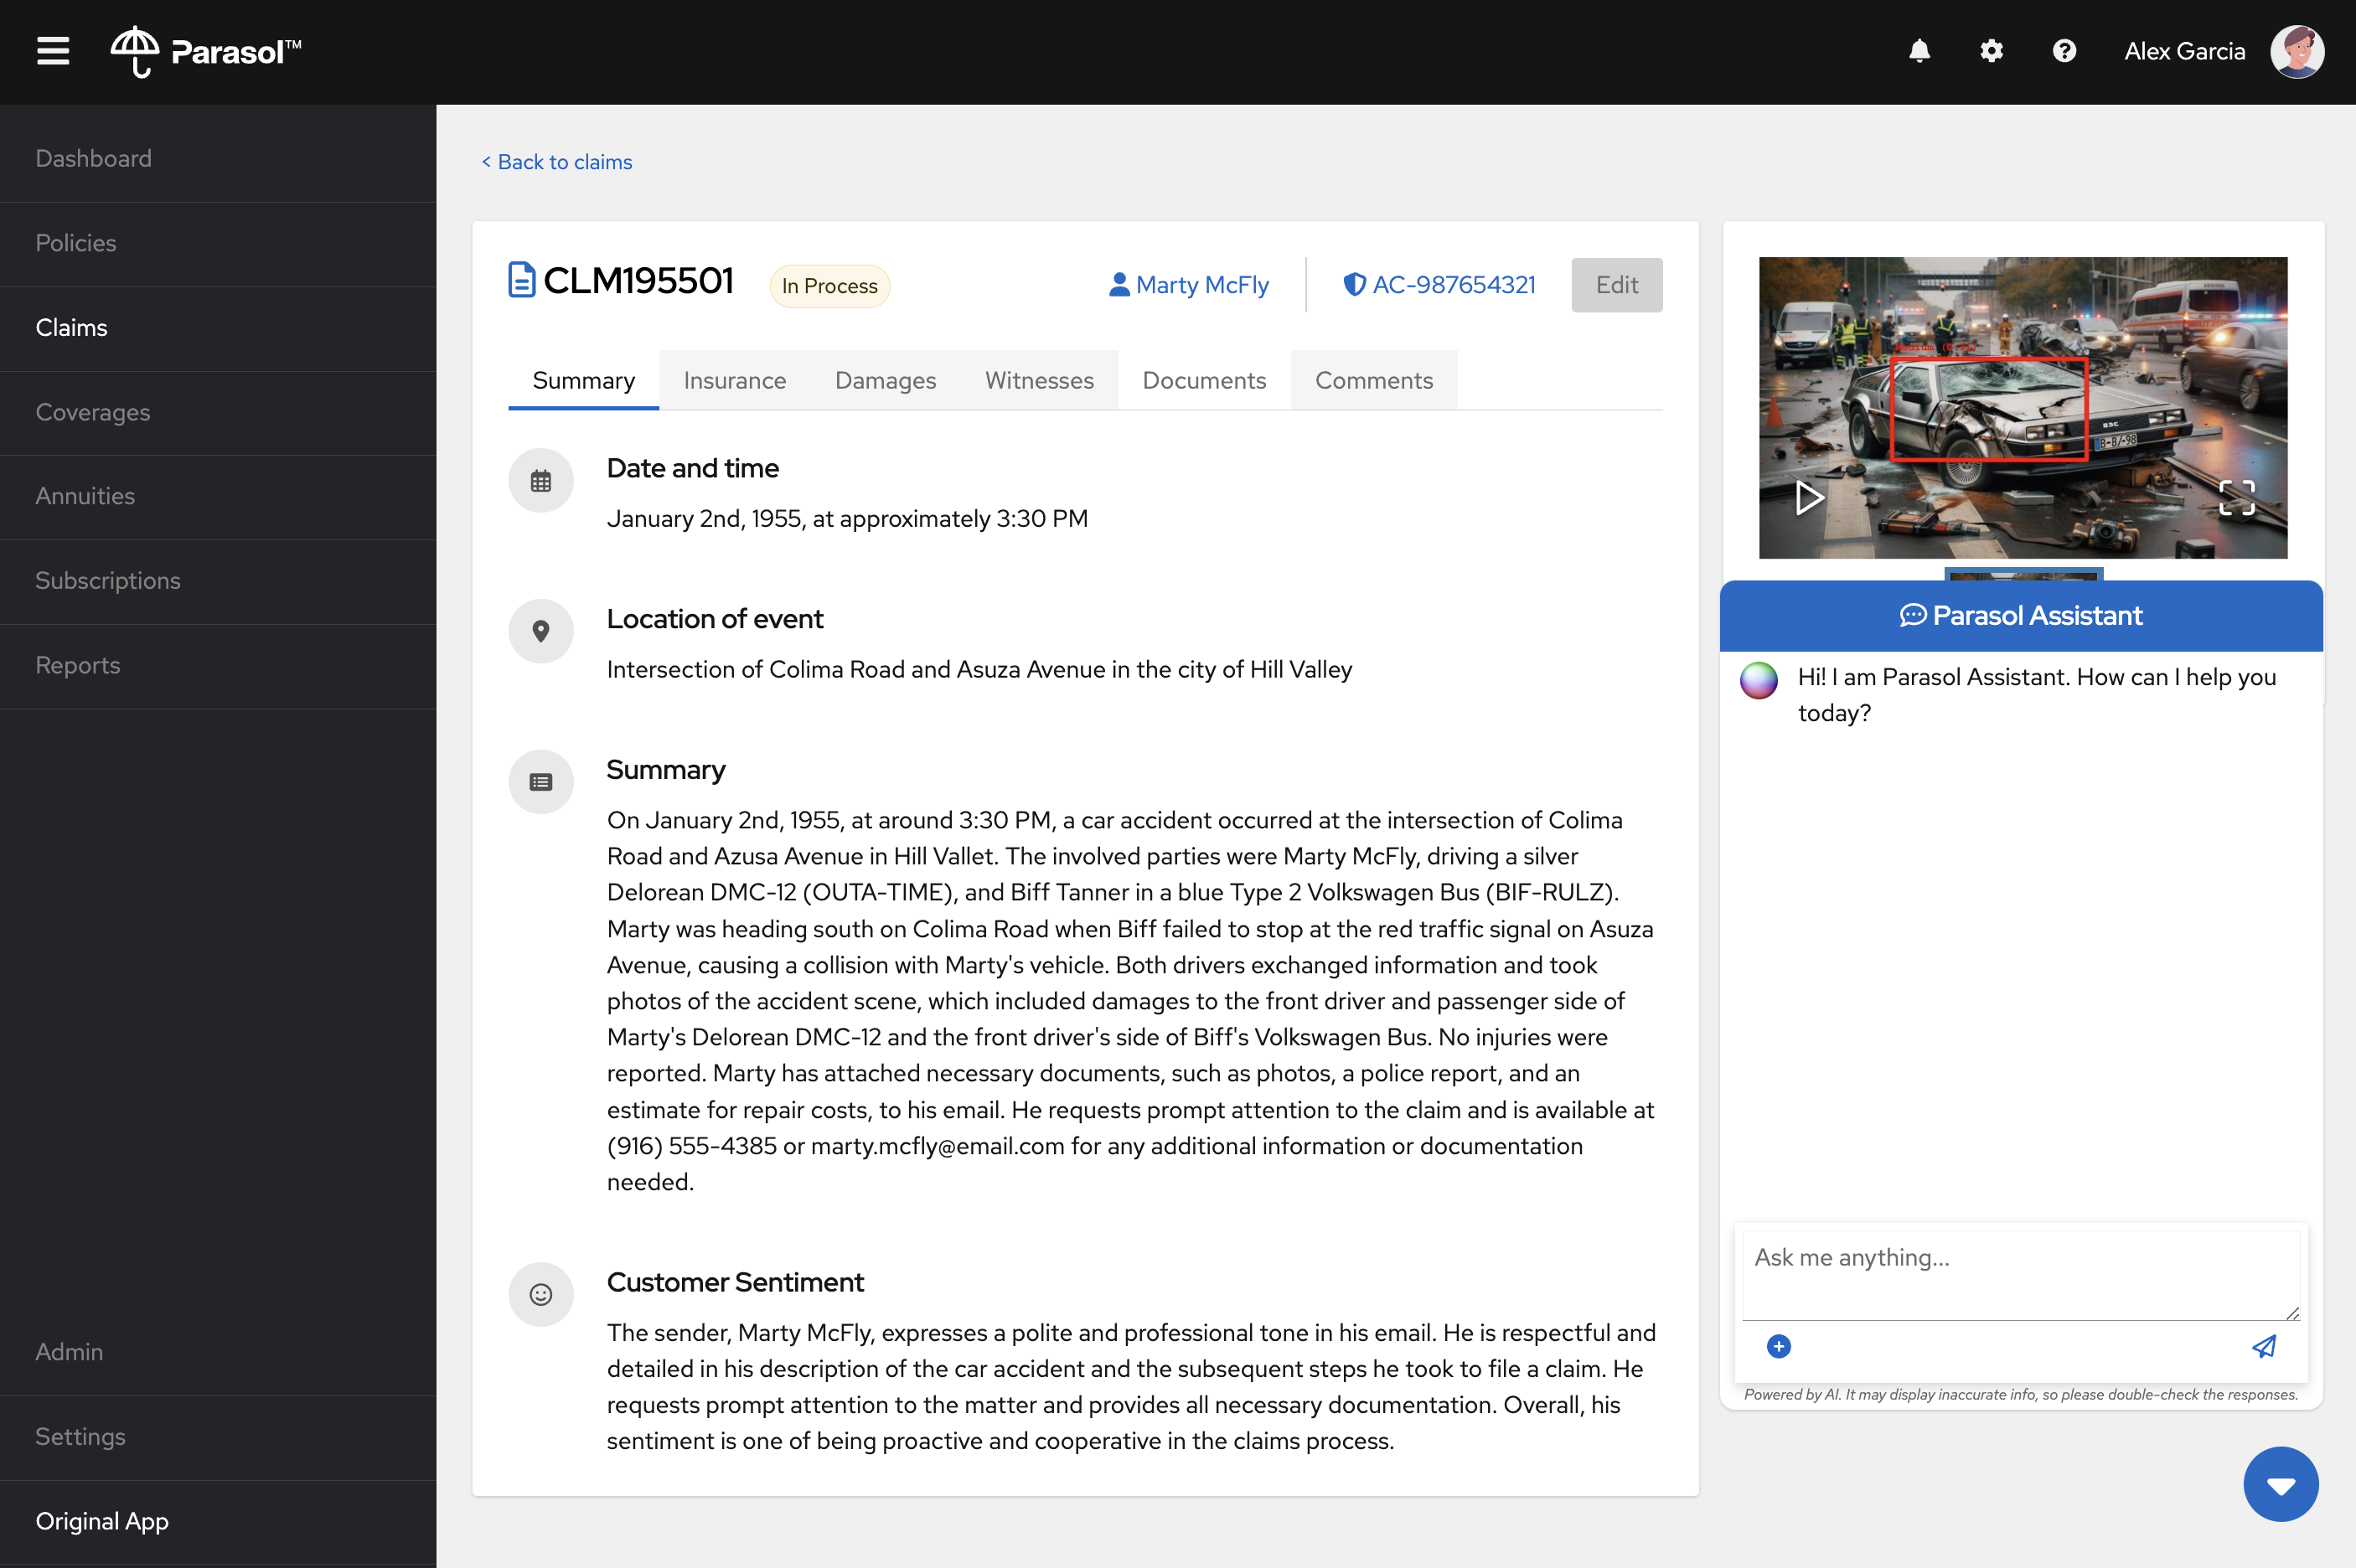 Parasol™
Alex Garcia
Dashboard
Policies
Claims
Coverages
Annuities
Subscriptions
Reports
Admin
Settings
Original App
< Back to claims
CLM195501
In Process
Marty McFly
AC-987654321
Edit
Summary
Insurance
Damages
Witnesses
Documents
Comments
Date and time
January 2nd, 1955, at approximately 3:30 PM
Location of event
Intersection of Colima Road and Asuza Avenue in the city of Hill Valley
Summary
On January 2nd, 1955, at around 3:30 PM, a car accident occurred at the intersection of Colima
Road and Azusa Avenue in Hill Vallet. The involved parties were Marty McFly, driving a silver
Delorean DMC-12 (OUTA-TIME), and Biff Tanner in a blue Type 2 Volkswagen Bus (BIF-RULZ).
Marty was heading south on Colima Road when Biff failed to stop at the red traffic signal on Asuza
Avenue, causing a collision with Marty's vehicle. Both drivers exchanged information and took
photos of the accident scene, which included damages to the front driver and passenger side of
Marty's Delorean DMC-12 and the front driver's side of Biff's Volkswagen Bus. No injuries were
reported. Marty has attached necessary documents, such as photos, a police report, and an
estimate for repair costs, to his email. He requests prompt attention to the claim and is available at
(916) 555-4385 or marty.mcfly@email.com for any additional information or documentation
needed.
Customer Sentiment
The sender, Marty McFly, expresses a polite and professional tone in his email. He is respectful and
detailed in his description of the car accident and the subsequent steps he took to file a claim. He
requests prompt attention to the matter and provides all necessary documentation. Overall, his
sentiment is one of being proactive and cooperative in the claims process.
Parasol Assistant
Hi! I am Parasol Assistant. How can I help you
today?
Ask me anything...
Powered by AI. It may display inaccurate info, so please double-check the responses.